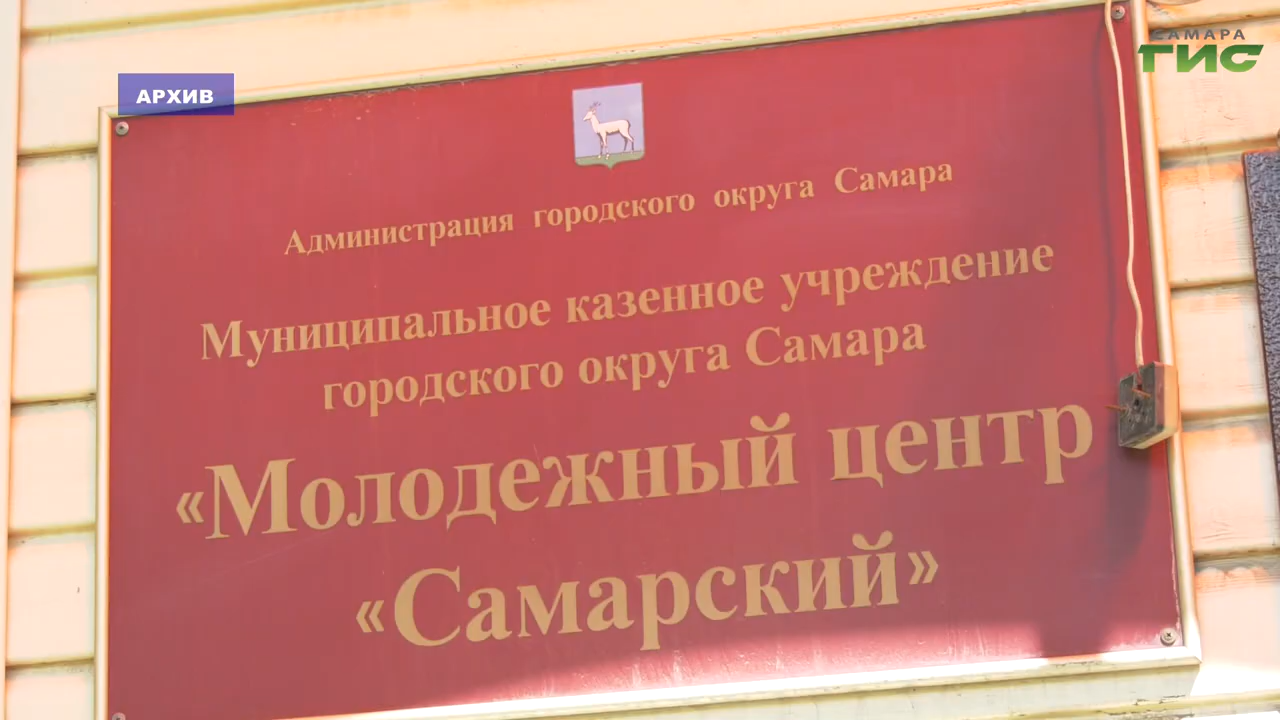 САМАРА
ГИС
АРХИВ
Администрация городского округа Самара
Муниципальное казенное учреждение
городского округа Самара
«Молодежный центр
«Самарский»